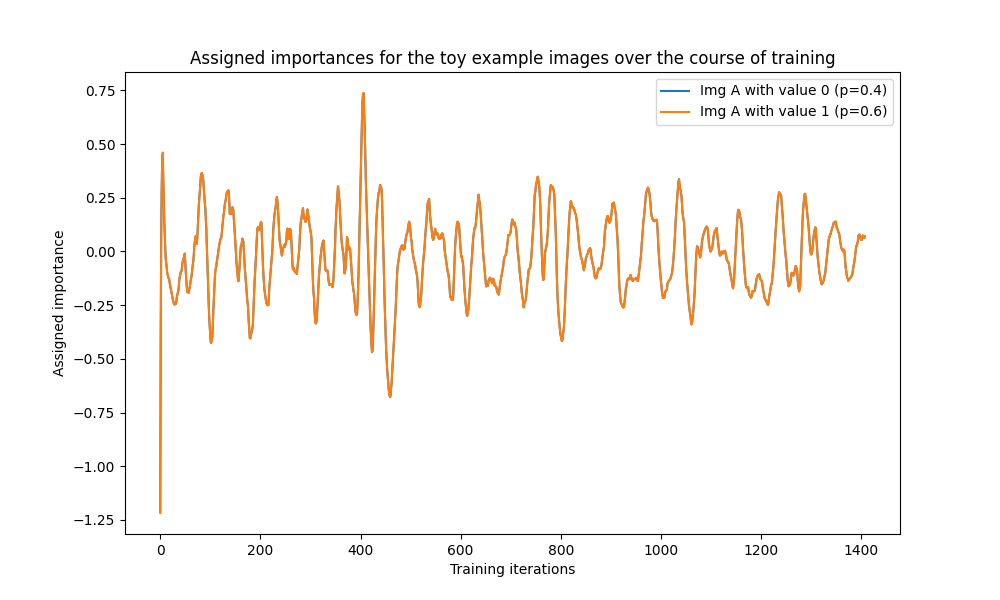 Assigned importances for the toy example images over the course of training
Img A with value 0 (p=0.4)
Img A with value 1 (p=0.6)
Assigned importance
0.75
0.50
0.25
0.00
−0.25
−0.50
−0.75
−1.00
−1.25
0 200 400 600 800 1000 1200 1400
Training iterations